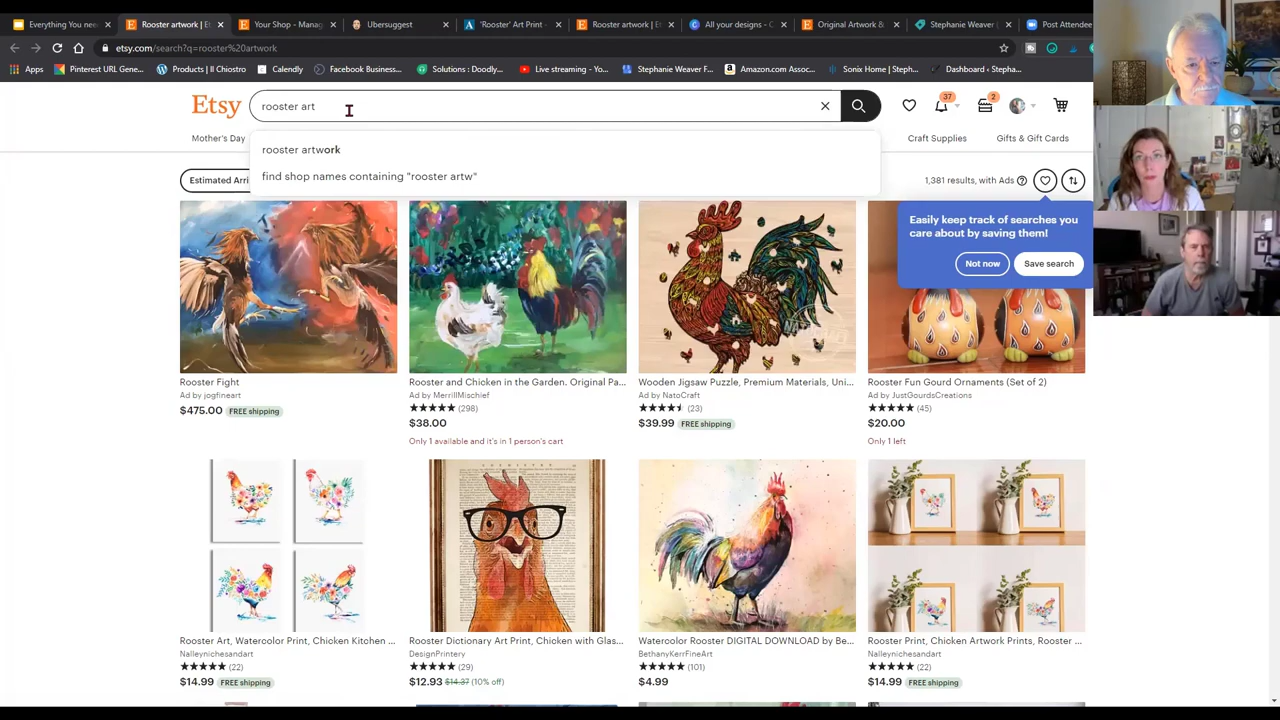 Everything You nee
Rooster artwork | Et
Your Shop - Manag
Ubersuggest
'Rooster' Art Print -
Rooster artwork | Et
All your designs - C
Original Artwork &
Stephanie Weaver (
Post Attendee
etsy.com/search?q=rooster%20artwork
Apps
Pinterest URL Gene...
Products | Il Chiostro
Calendly
Facebook Business...
Solutions : Doodly...
Live streaming - Yo...
Stephanie Weaver F...
Amazon.com Assoc...
Sonix Home | Steph...
Dashboard ‹ Stepha...
Etsy
rooster art
37
2
Mother's Day
Craft Supplies
Gifts & Gift Cards
rooster artwork
find shop names containing "rooster artw"
Estimated Arri
1,381 results, with Ads
Easily keep track of searches you
care about by saving them!
Not now
Save search
Rooster Fight
Ad by jogfineart
$475.00 FREE shipping
Rooster and Chicken in the Garden. Original Pa...
Ad by MerrillMischief
(298)
$38.00
Only 1 available and it's in 1 person's cart
Wooden Jigsaw Puzzle, Premium Materials, Uni...
Ad by NatoCraft
(23)
$39.99 FREE shipping
Rooster Fun Gourd Ornaments (Set of 2)
Ad by JustGourdsCreations
(45)
$20.00
Only 1 left
Rooster Art, Watercolor Print, Chicken Kitchen ...
Nalleynichesandart
(22)
$14.99 FREE shipping
Rooster Dictionary Art Print, Chicken with Glas...
DesignPrintery
(29)
$12.93 $14.37 (10% off)
Watercolor Rooster DIGITAL DOWNLOAD by Be...
BethanyKerrFineArt
(101)
$4.99
Rooster Print, Chicken Artwork Prints, Rooster ...
Nalleynichesandart
(22)
$14.99 FREE shipping